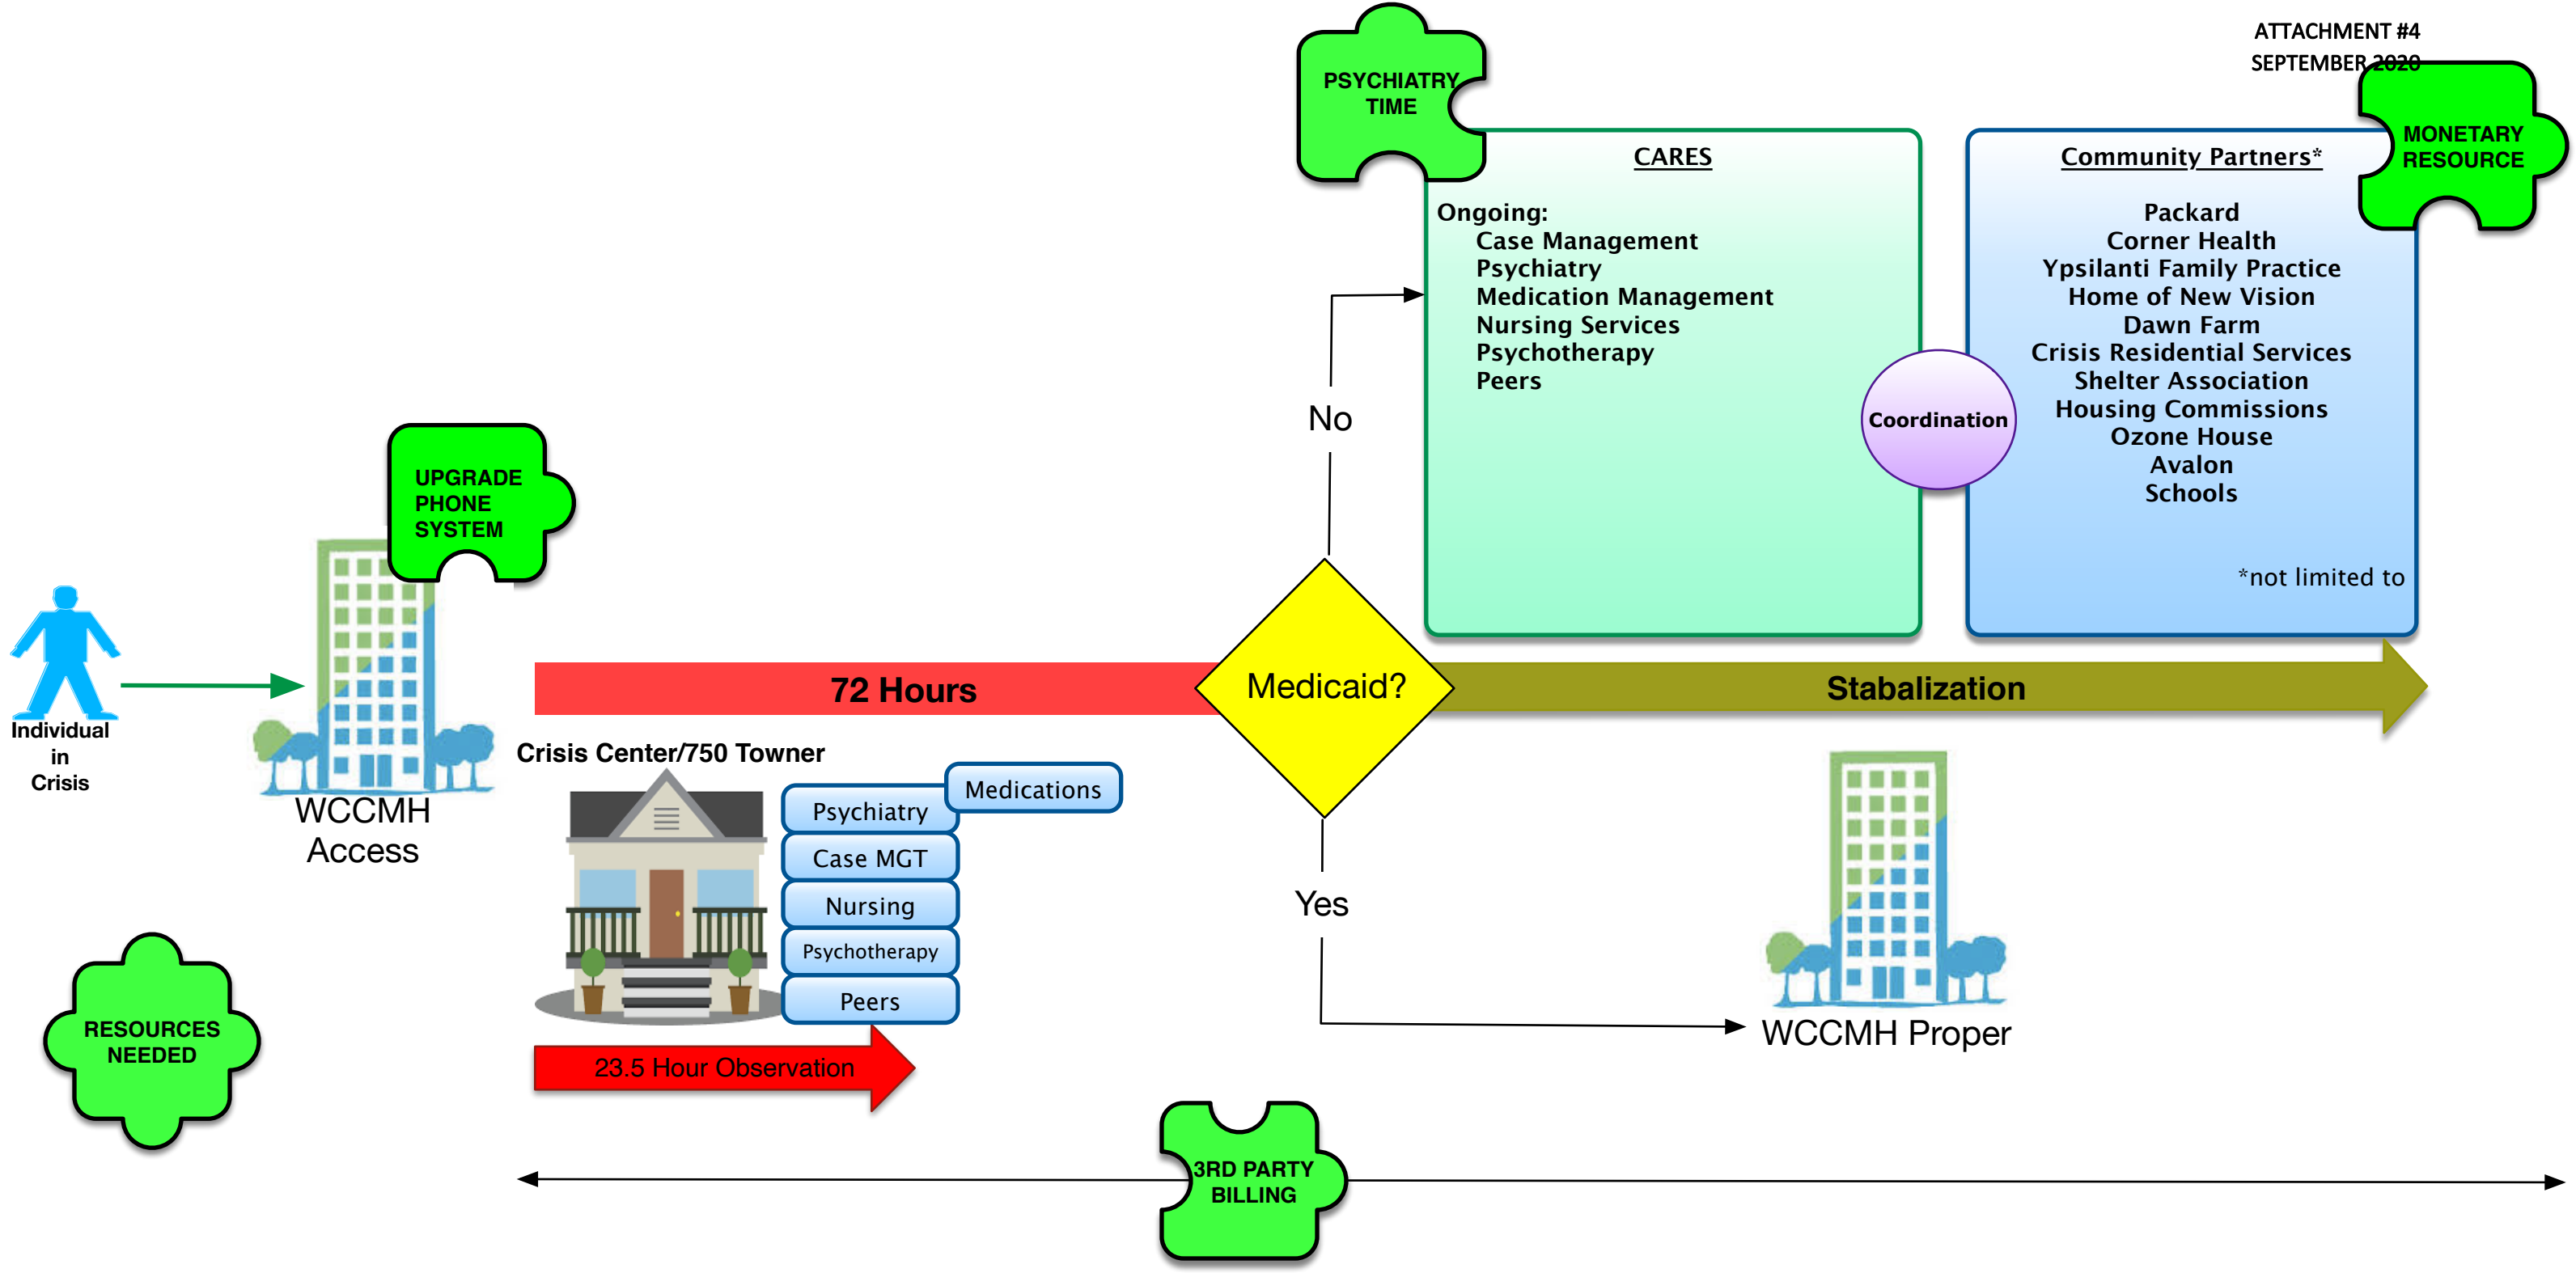 ATTACHMENT #4
SEPTEMBER 2020
PSYCHIATRY
TIME
MONETARY
RESOURCE
CARES
Ongoing:
Case Management
Psychiatry
Medication Management
Nursing Services
Psychotherapy
Peers
Coordination
Community Partners*
Packard
Corner Health
Ypsilanti Family Practice
Home of New Vision
Dawn Farm
Crisis Residential Services
Shelter Association
Housing Commissions
Ozone House
Avalon
Schools
*not limited to
No
UPGRADE
PHONE
SYSTEM
Individual
in
Crisis
WCCMH
Access
72 Hours
Medicaid?
Stabalization
Crisis Center/750 Towner
Medications
Psychiatry
Case MGT
Nursing
Psychotherapy
Peers
23.5 Hour Observation
Yes
WCCMH Proper
RESOURCES
NEEDED
3RD PARTY
BILLING